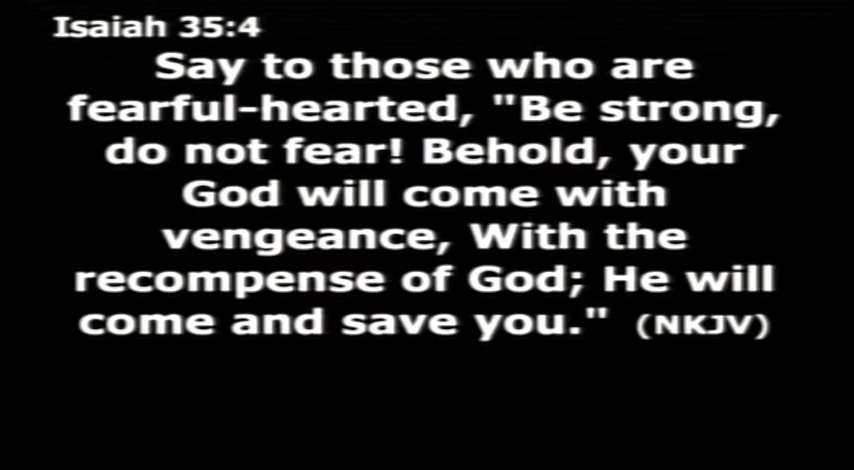 Isaiah 35:4
Say to those who are
fearful-hearted, "Be strong,
do not fear! Behold, your
God will come with
vengeance, With the
recompense of God; He will
come and save you." (NKJV)